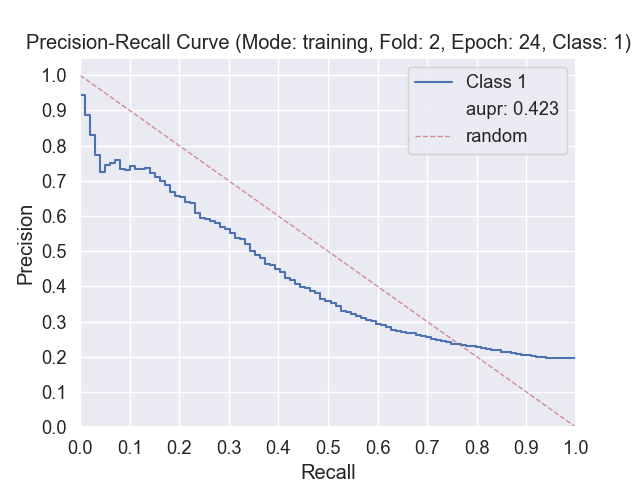 Precision-Recall Curve (Mode: training, Fold: 2, Epoch: 24, Class: 1)
1.0
0.9
0.8
0.7
0.6
0.5
0.4
0.3
0.2
0.1
0.0
Precision
Class 1
aupr: 0.423
random
0.0 0.1 0.2 0.3 0.4 0.5 0.6 0.7 0.8 0.9 1.0
Recall